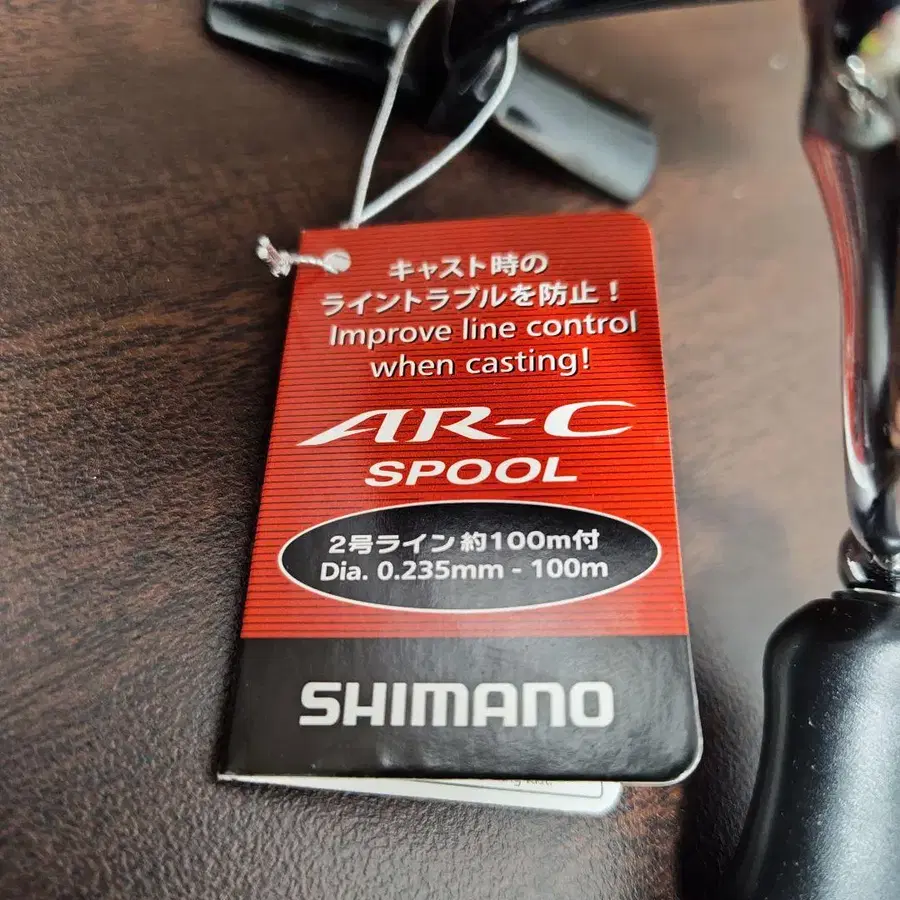 キャスト時の
ライントラブルを防止！
Improve line control
when casting!
AR-C
SPOOL
2号ライン 約100m付
Dia. 0.235mm - 100m
SHIMANO